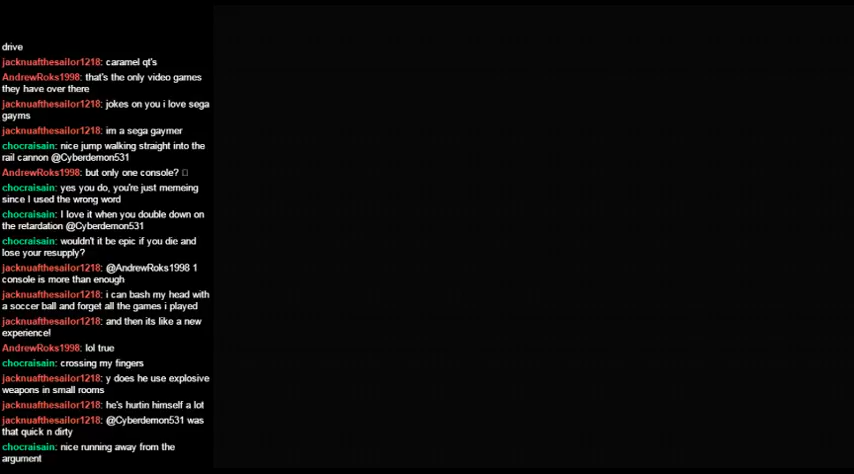 drive
jacknuafthesailor1218: caramel qt's
AndrewRoks1998: that's the only video games
they have over there
jacknuafthesailor1218: jokes on you i love sega
gayms
jacknuafthesailor1218: im a sega gaymer
chocraisain: nice jump walking straight into the
rail cannon @Cyberdemon531
AndrewRoks1998: but only one console? 
chocraisain: yes you do, you're just memeing
since I used the wrong word
chocraisain: I love it when you double down on
the retardation @Cyberdemon531
chocraisain: wouldn't it be epic if you die and
lose your resupply?
jacknuafthesailor1218: @AndrewRoks1998 1
console is more than enough
jacknuafthesailor1218: i can bash my head with
a soccer ball and forget all the games i played
jacknuafthesailor1218: and then its like a new
experience!
AndrewRoks1998: lol true
chocraisain: crossing my fingers
jacknuafthesailor1218: y does he use explosive
weapons in small rooms
jacknuafthesailor1218: he's hurtin himself a lot
jacknuafthesailor1218: @Cyberdemon531 was
that quick n dirty
chocraisain: nice running away from the
argument